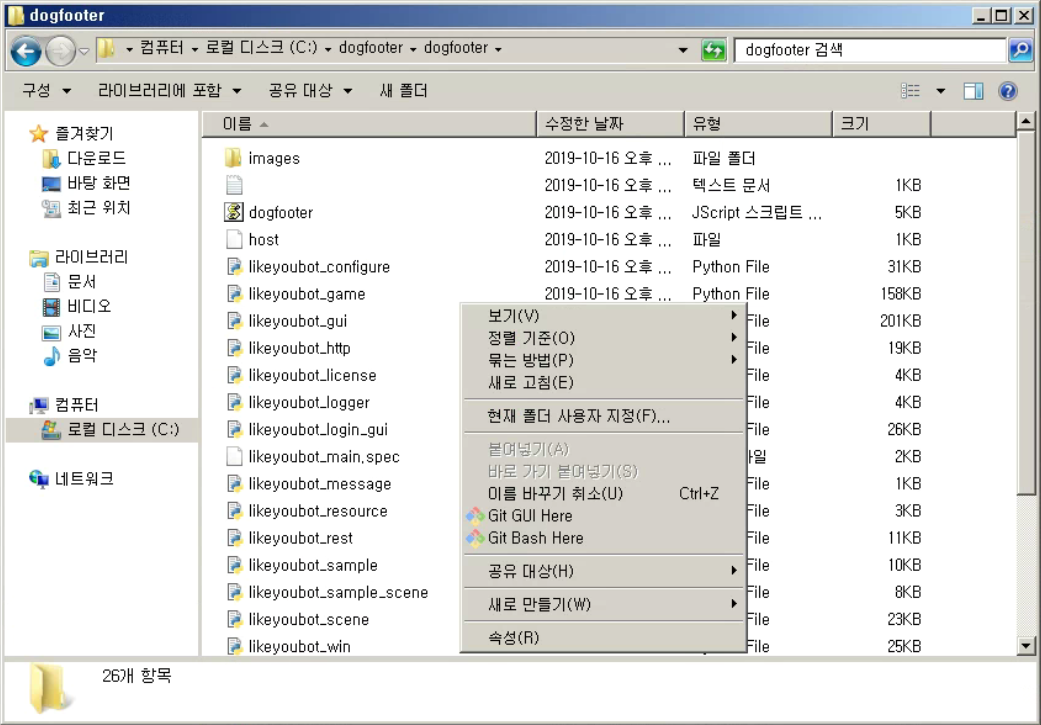 dogfooter
컴퓨터 로컬 디스크 (C:) dogfooter dogfooter
dogfooter 검색
구성 라이브러리에 포함 공유 대상 새 폴더
즐겨찾기
다운로드
바탕 화면
최근 위치
라이브러리
문서
비디오
사진
음악
컴퓨터
로컬 디스크 (C:)
네트워크
이름 수정한 날짜 유형 크기
images 2019-10-16 오후 ... 파일 폴더
2019-10-16 오후 ... 텍스트 문서 1KB
dogfooter 2019-10-16 오후 ... JScript 스크립트 ... 5KB
host 2019-10-16 오후 ... 파일 1KB
likeyoubot_configure 2019-10-16 오후 ... Python File 31KB
likeyoubot_game 2019-10-16 오후 ... Python File 158KB
likeyoubot_gui File 201KB
likeyoubot_http File 19KB
likeyoubot_license File 4KB
likeyoubot_logger File 4KB
likeyoubot_login_gui File 26KB
likeyoubot_main.spec 일 2KB
likeyoubot_message File 1KB
likeyoubot_resource File 3KB
likeyoubot_rest File 11KB
likeyoubot_sample File 10KB
likeyoubot_sample_scene File 8KB
likeyoubot_scene File 23KB
likeyoubot_win File 25KB
보기(V)
정렬 기준(O)
묶는 방법(P)
새로 고침(E)
현재 폴더 사용자 지정(F)...
붙여넣기(A)
바로 가기 붙여넣기(S)
이름 바꾸기 취소(U) Ctrl+Z
Git GUI Here
Git Bash Here
공유 대상(H)
새로 만들기(W)
속성(R)
26개 항목